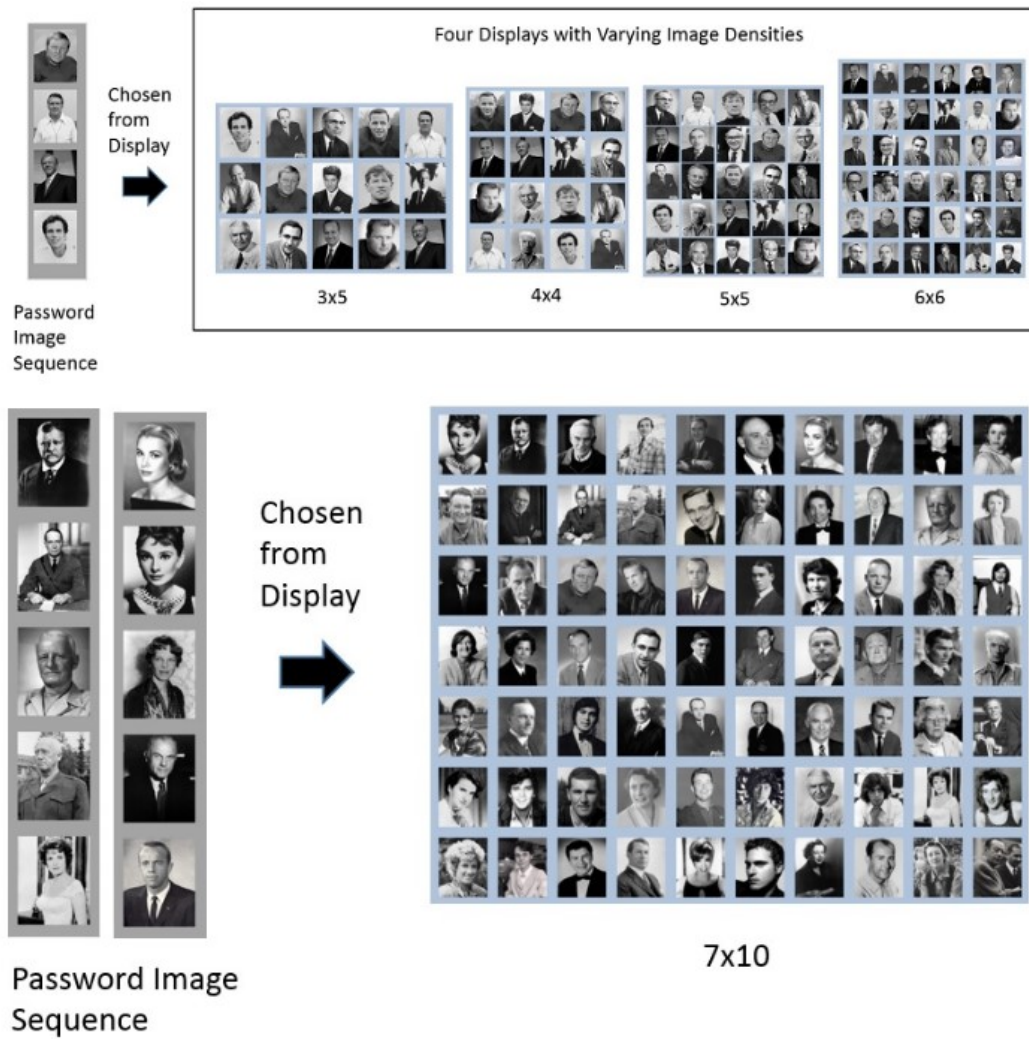 Four Displays with Varying Image Densities
Chosen
from
Display
3x5
4x4
5x5
6x6
Password
Image
Sequence
Chosen
from
Display
7x10
Password Image
Sequence